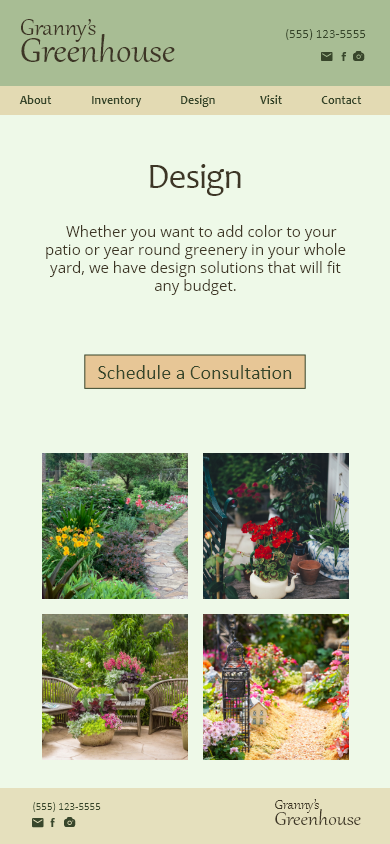 Granny's
Greenhouse
(555) 123-5555
About Inventory Design Visit Contact
Design
Whether you want to add color to your
patio or year round greenery in your whole
yard, we have design solutions that will fit
any budget.
Schedule a Consultation
(555) 123-5555
Granny's
Greenhouse